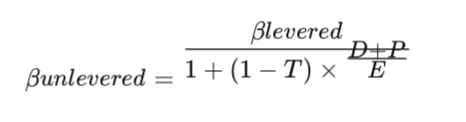 βunlevered = βlevered / 1 + (1 − T) × D+P / E